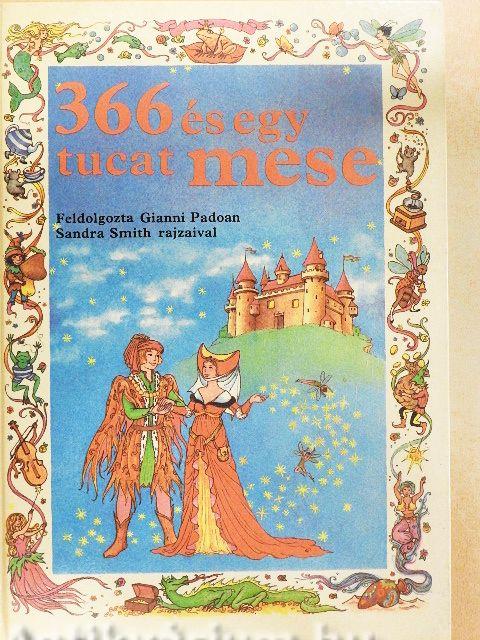 366 és egy
tucat mese
Feldolgozta Gianni Padoan
Sandra Smith rajzaival